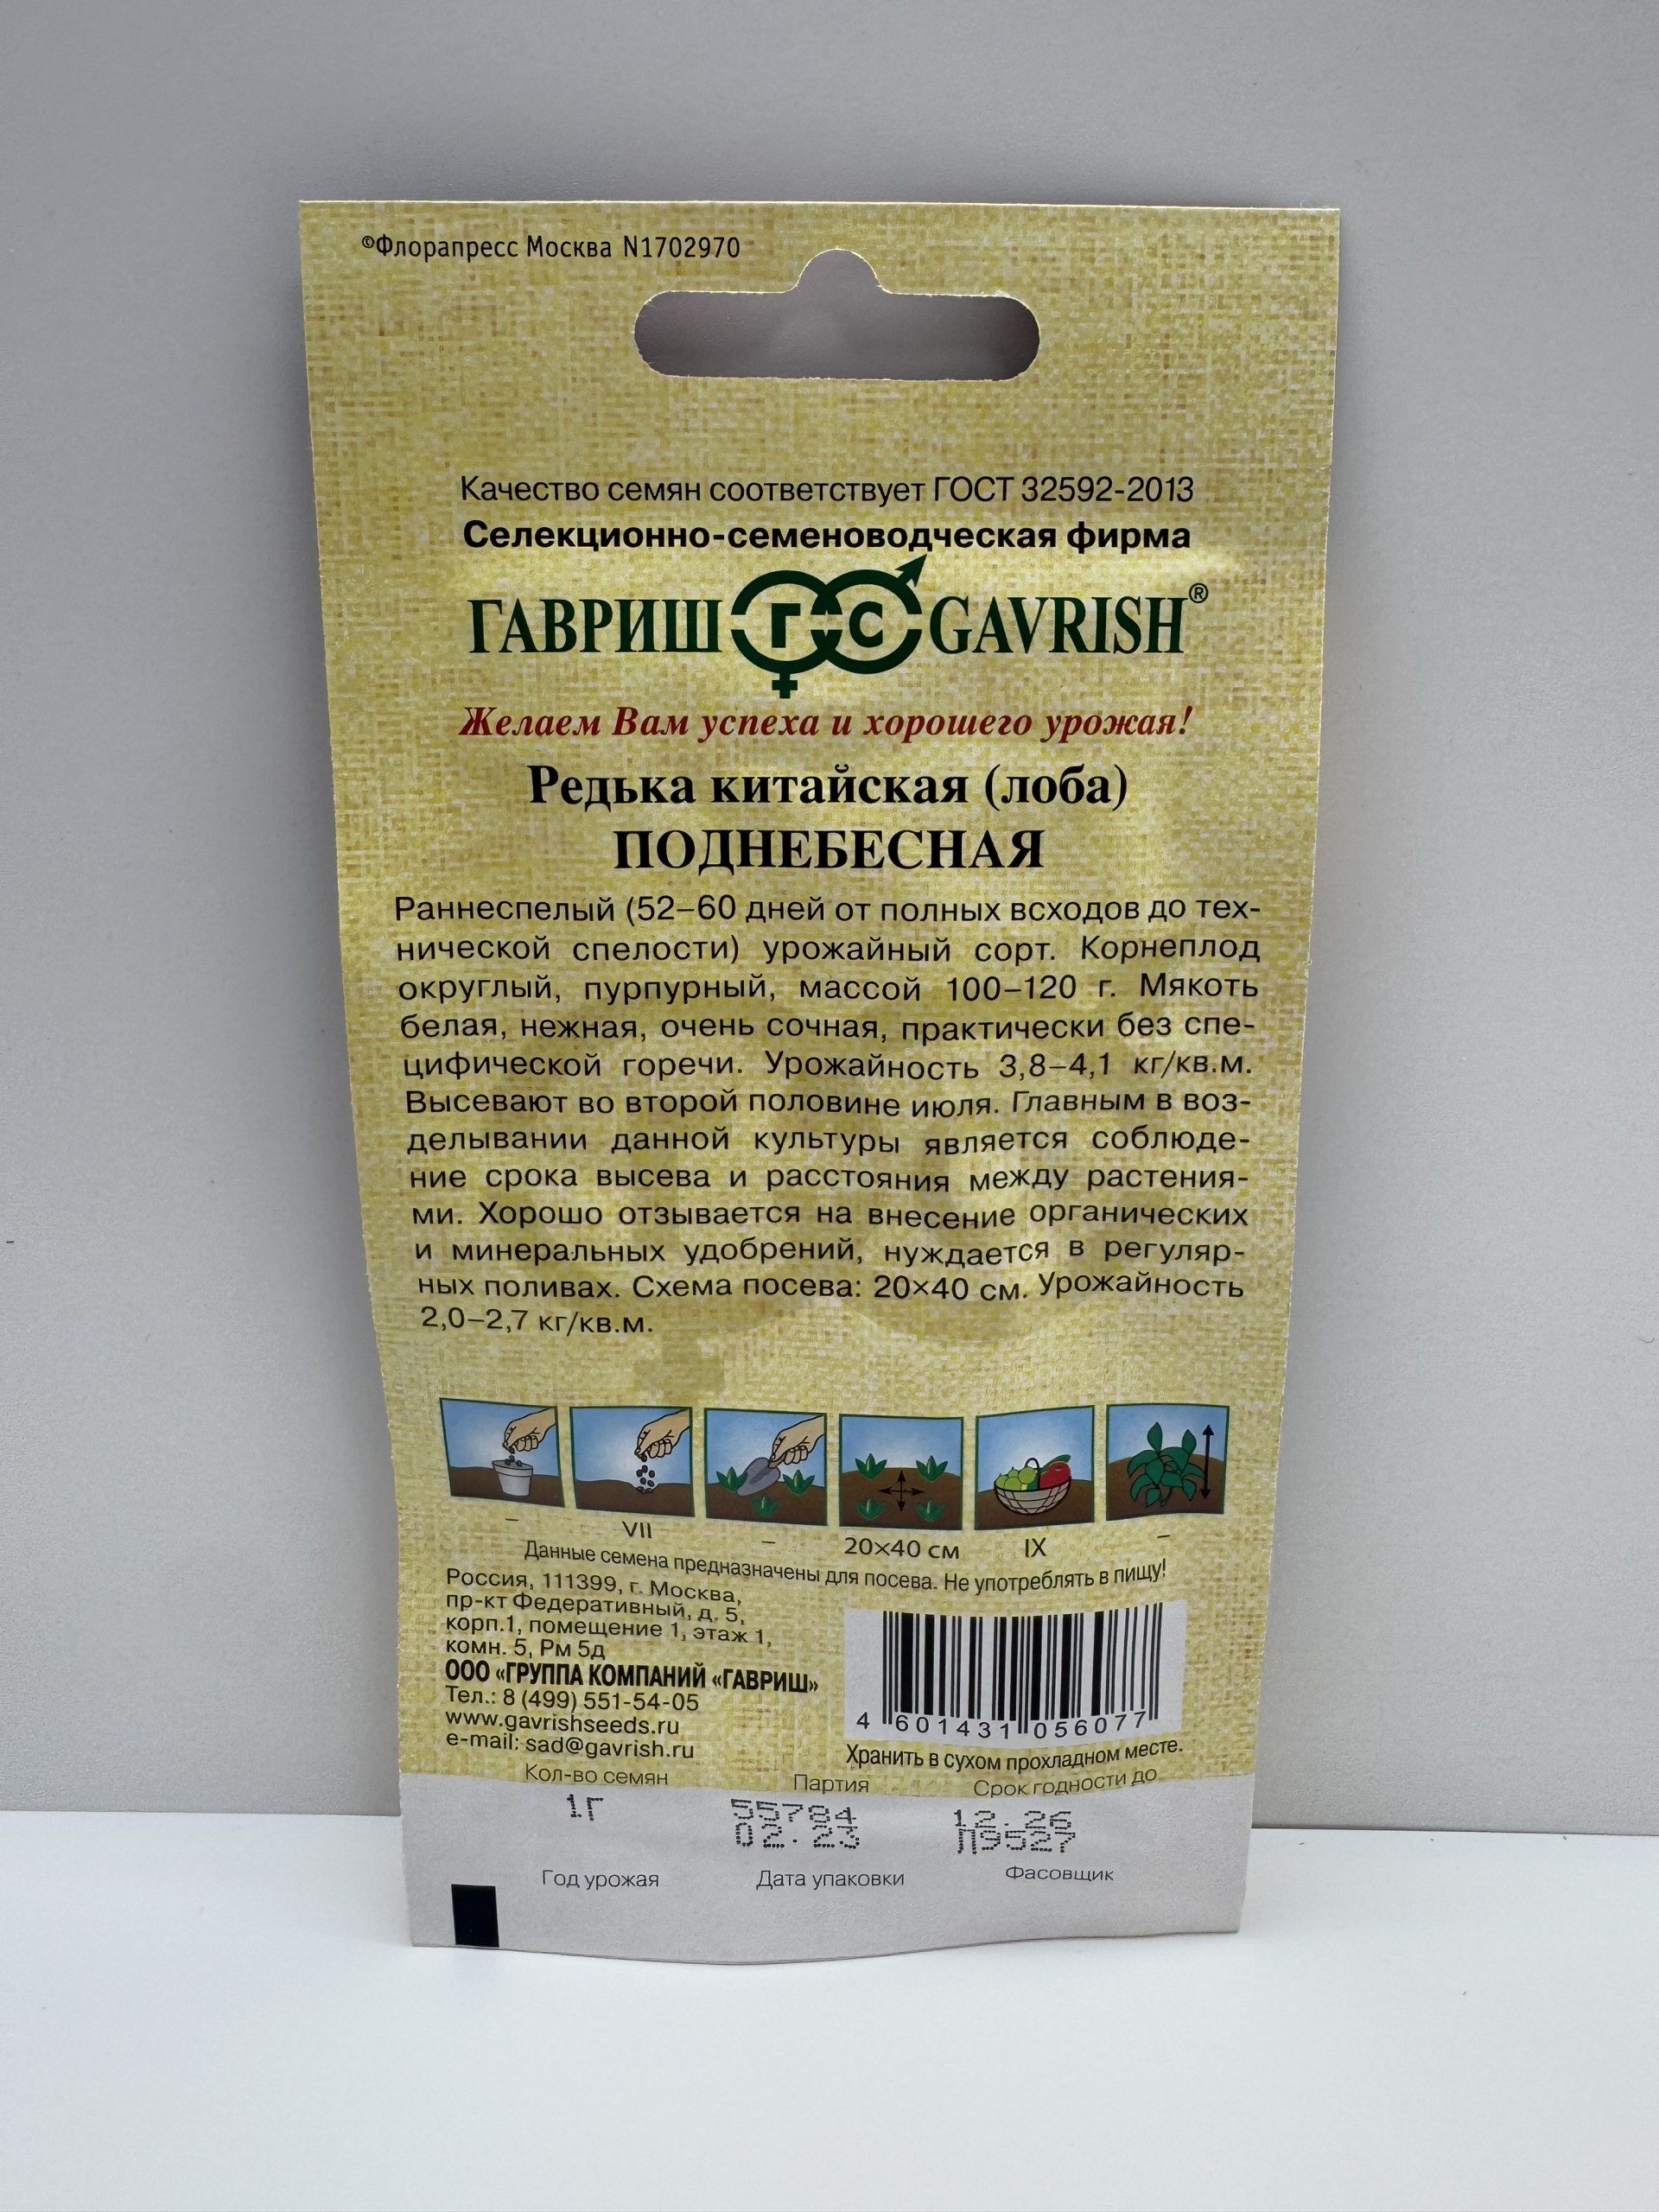 ©Флорапресс Москва N1702970
Качество семян соответствует ГОСТ 32592-2013
Селекционно-семеноводческая фирма
ГАВРИШ ГС GAVRISH®
Желаем Вам успеха и хорошего урожая!
Редька китайская (лоба)
ПОДНЕБЕСНАЯ
Раннеспелый (52–60 дней от полных всходов до тех-
нической спелости) урожайный сорт. Корнеплод
округлый, пурпурный, массой 100–120 г. Мякоть
белая, нежная, очень сочная, практически без спе-
цифической горечи. Урожайность 3,8–4,1 кг/кв.м.
Высевают во второй половине июля. Главным в воз-
делывании данной культуры является соблюде-
ние срока высева и расстояния между растения-
ми. Хорошо отзывается на внесение органических
и минеральных удобрений, нуждается в регуляр-
ных поливах. Схема посева: 20×40 см. Урожайность
2,0–2,7 кг/кв.м.
– VII – 20×40 см IX –
Данные семена предназначены для посева. Не употреблять в пищу!
Россия, 111399, г. Москва,
пр-кт Федеративный, д. 5,
корп.1, помещение 1, этаж 1,
комн. 5, Рм 5д
ООО «ГРУППА КОМПАНИЙ «ГАВРИШ»
Тел.: 8 (499) 551-54-05
www.gavrishseeds.ru
e-mail: sad@gavrish.ru
4 601431 056077
Хранить в сухом прохладном месте.
Кол-во семян Партия Срок годности до
1Г 55784 12.26
02.23 Л9527
Год урожая Дата упаковки Фасовщик